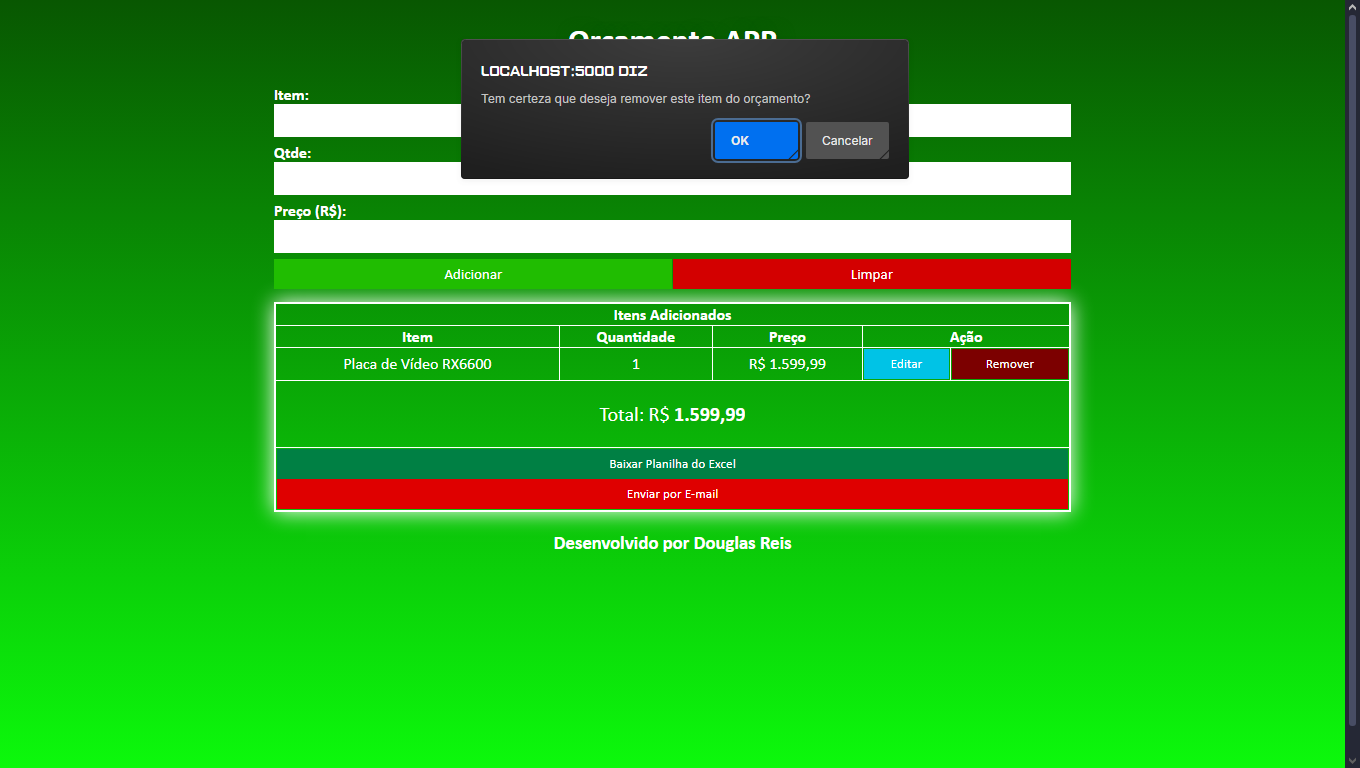 Orçamento APP
LOCALHOST:5000 DIZ
Tem certeza que deseja remover este item do orçamento?
OK Cancelar
Item:
Qtde:
Preço (R$):
Adicionar Limpar
Itens Adicionados
Item Quantidade Preço Ação
Placa de Vídeo RX6600 1 R$ 1.599,99 Editar Remover
Total: R$ 1.599,99
Baixar Planilha do Excel
Enviar por E-mail
Desenvolvido por Douglas Reis